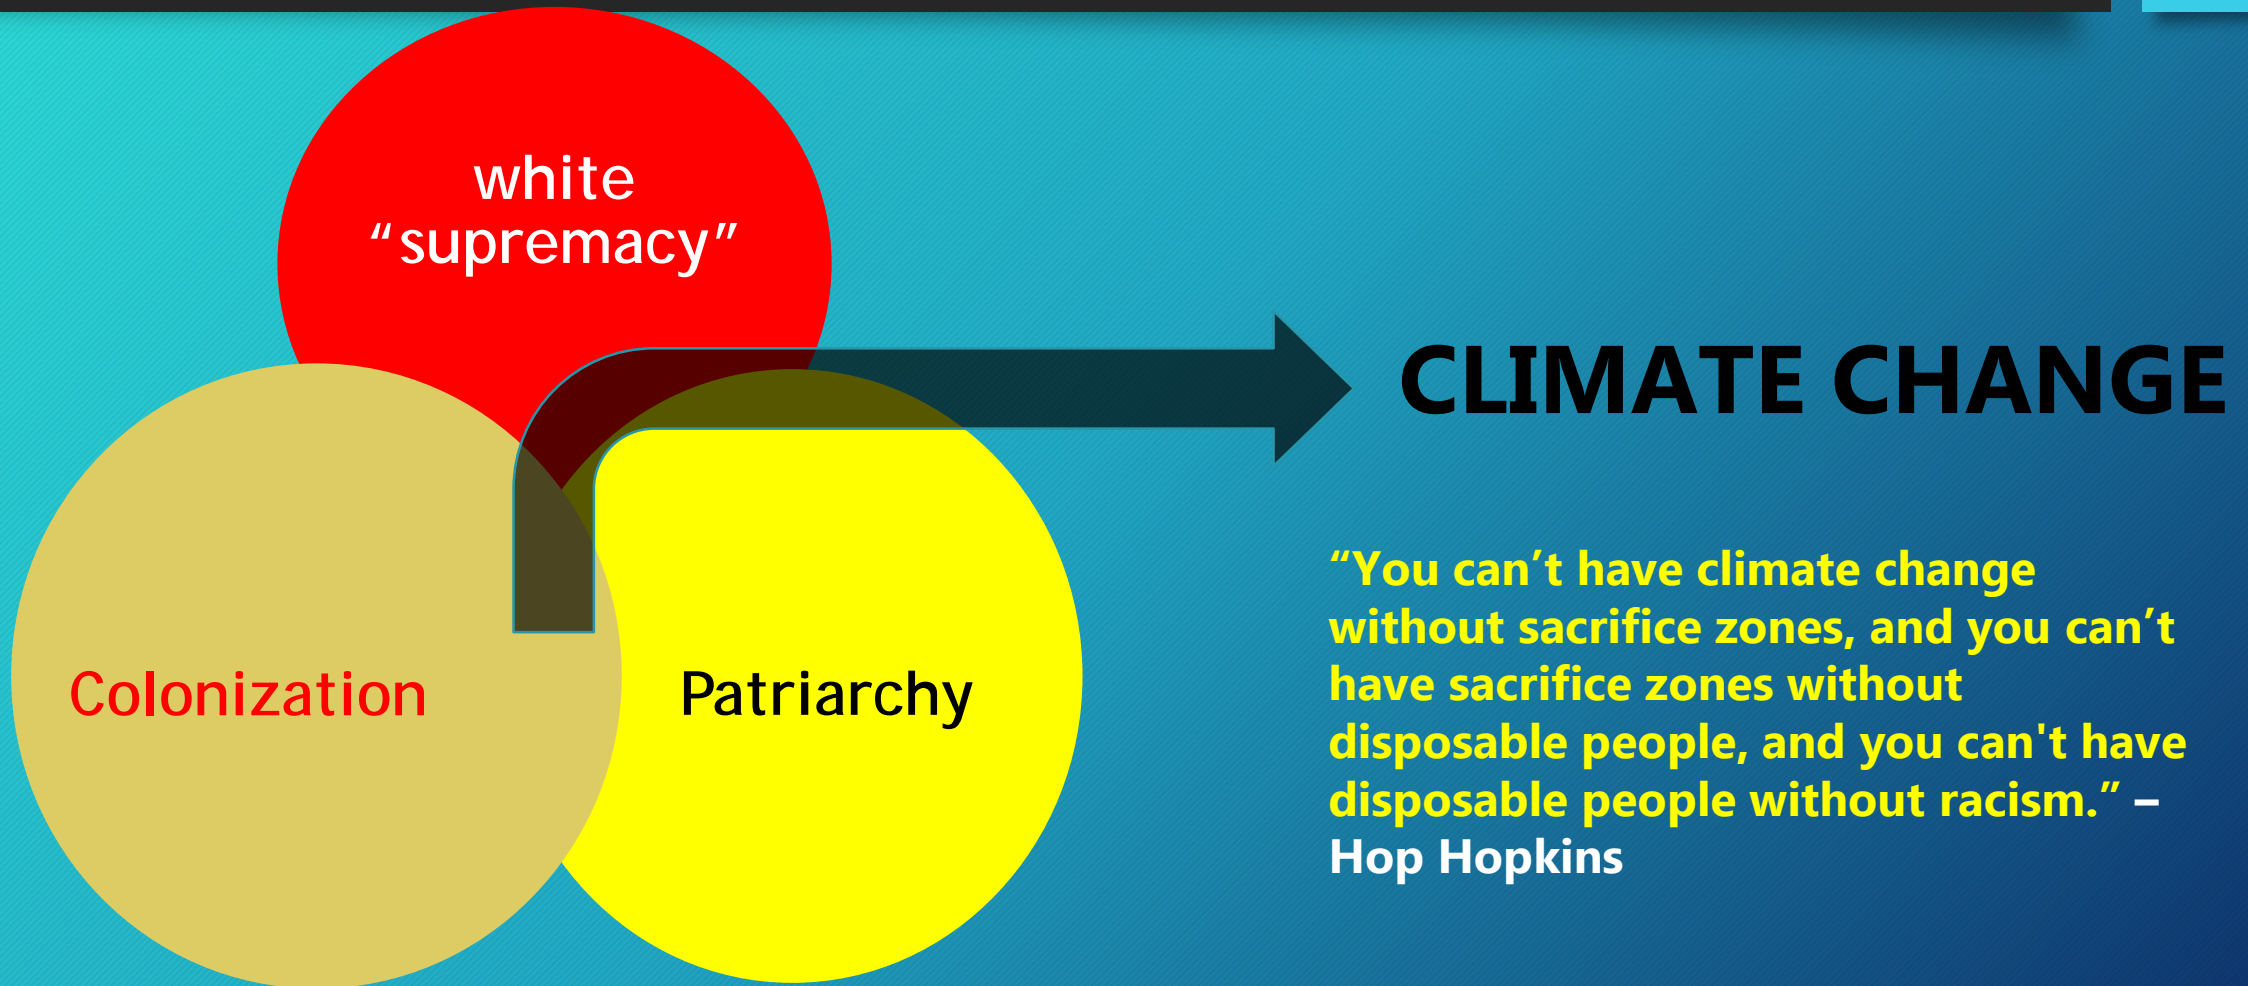 white
“supremacy”
Colonization
Patriarchy
CLIMATE CHANGE
“You can’t have climate change
without sacrifice zones, and you can’t
have sacrifice zones without
disposable people, and you can't have
disposable people without racism.” –
Hop Hopkins